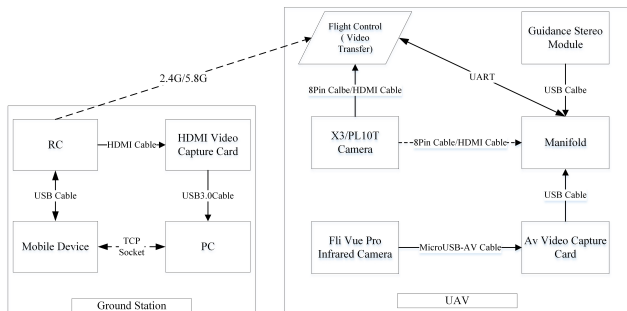 Flight Control
( Video
Transfer)
Guidance Stereo
Module
2.4G/5.8G
UART
8Pin Calbe/HDMI Cable
USB Calbe
RC
HDMI Cable
HDMI Video
Capture Card
X3/PL10T
Camera
8Pin Cable/HDMI Cable
Manifold
USB Cable
USB3.0Cable
USB Cable
Mobile Device
TCP
Socket
PC
Fli Vue Pro
Infrared Camera
MicroUSB-AV Cable
Av Video Capture
Card
Ground Station
UAV